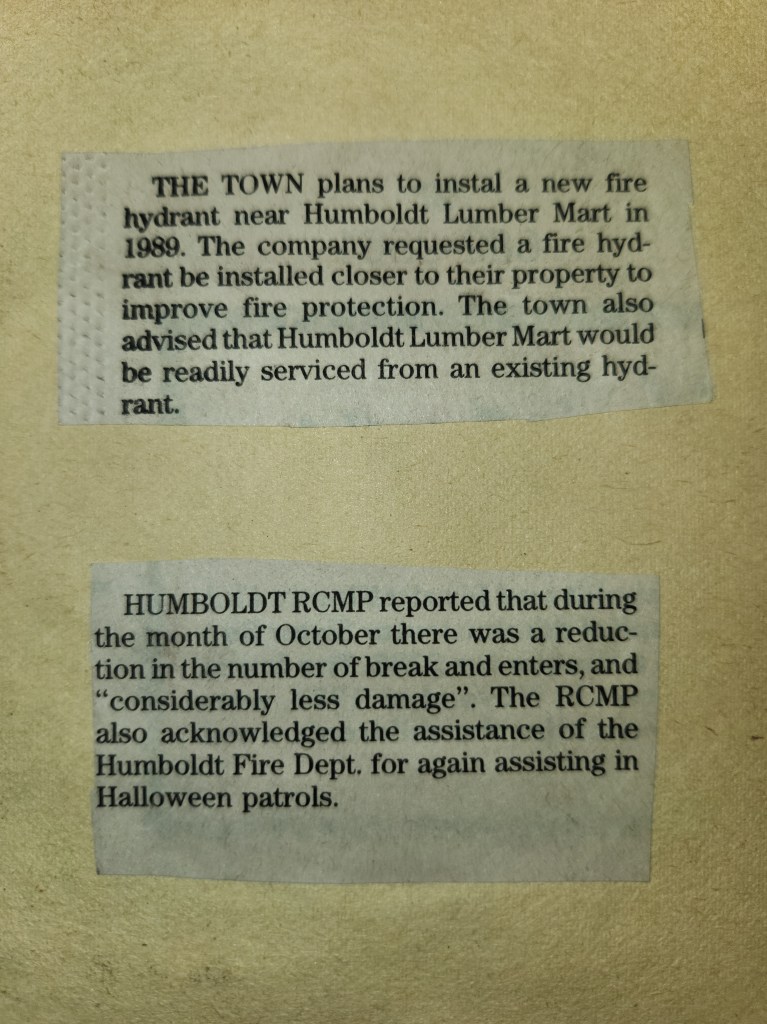 THE TOWN plans to instal a new fire
hydrant near Humboldt Lumber Mart in
1989. The company requested a fire hyd-
rant be installed closer to their property to
improve fire protection. The town also
advised that Humboldt Lumber Mart would
be readily serviced from an existing hyd-
rant.
HUMBOLDT RCMP reported that during
the month of October there was a reduc-
tion in the number of break and enters, and
“considerably less damage”. The RCMP
also acknowledged the assistance of the
Humboldt Fire Dept. for again assisting in
Halloween patrols.